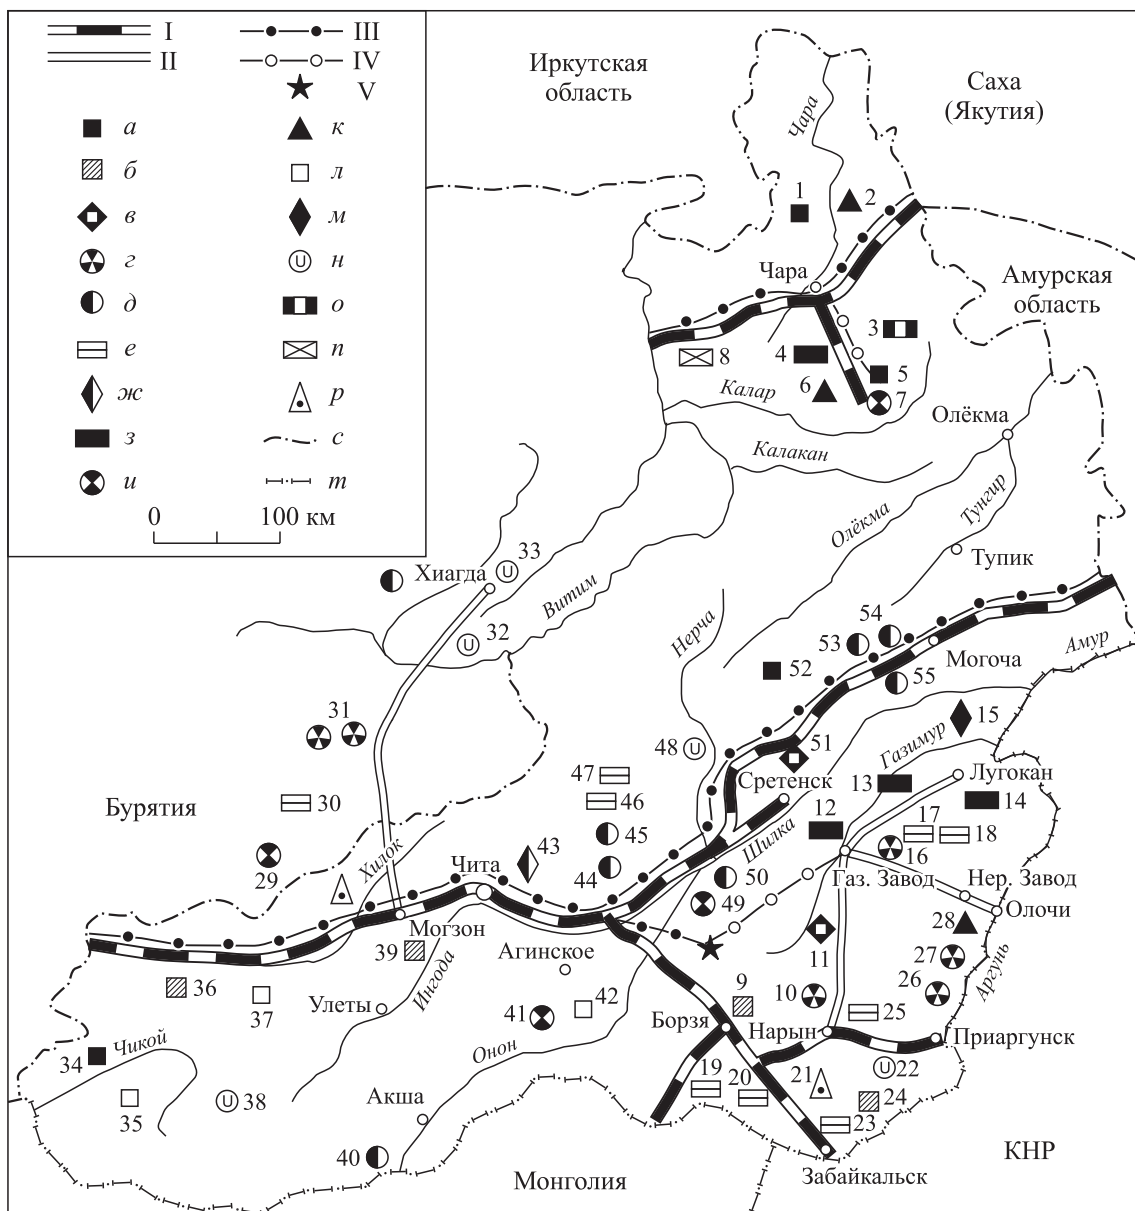 I
II
III
IV
V
а
б
в
г
д
е
ж
з
и
к
л
м
н
о
п
р
с
т
0
100 км
Иркутская
область
Саха
(Якутия)
Чара
1
2
Чара
Амурская
область
3
4
5
6
7
8
Калар
Олёкма
Калакан
Олёкма
Тунгир
Тупик
33
Хиагда
Витим
32
Нерча
54
53
52
Могоча
55
Амур
31
15
48
51
Газимур
47
Лугокан
Сретенск
13
Бурятия
30
46
14
12
17
18
45
Шилка
Хилок
43
16
29
Чита
44
50
Газ. Завод
Нер. Завод
49
Олочи
Могзон
28
39
Агинское
11
27
Аргунь
36
Ингода
9
10
26
37
Улеты
42
41
25
Борзя
Нарын
Приаргунск
34
Чикой
Онон
22
19
20
21
24
35
38
Акша
23
КНР
40
Монголия
Забайкальск
U
U
U
U
U
U